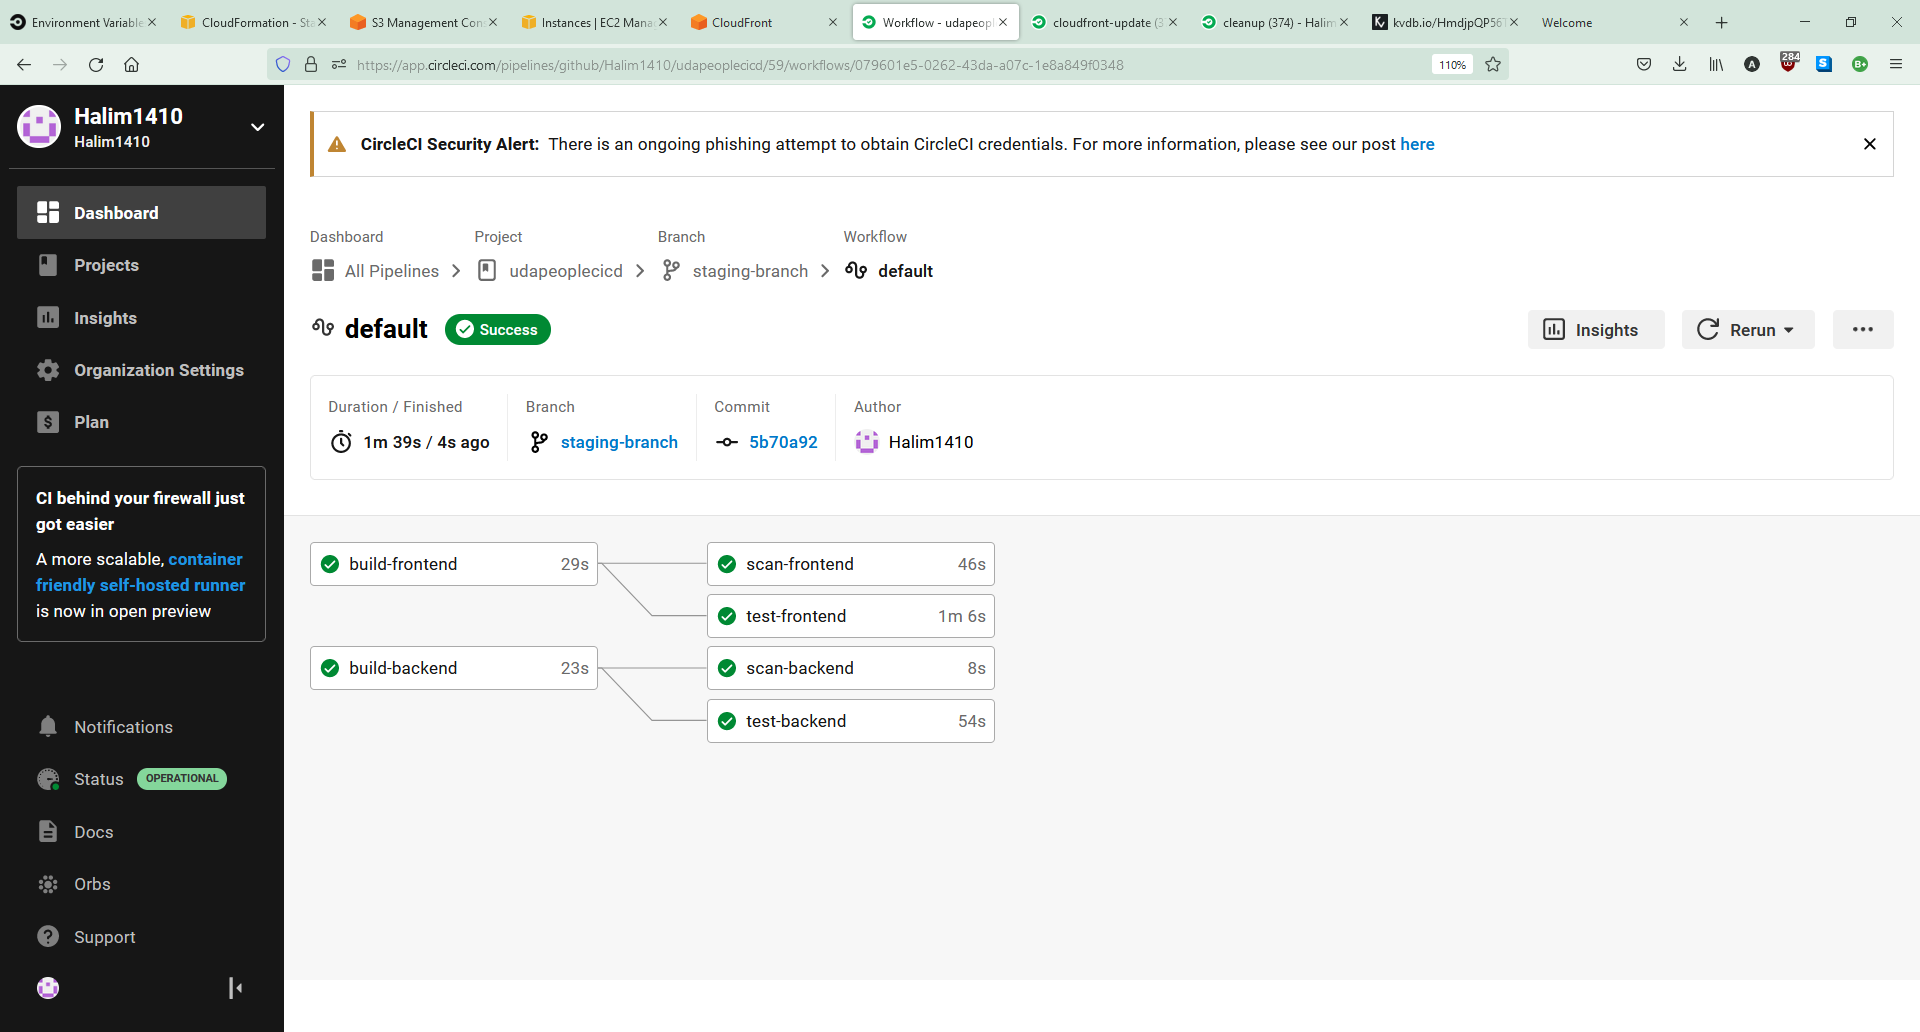 Environment Variable
CloudFormation - Sta
S3 Management Con
Instances | EC2 Mana
CloudFront
Workflow - udapeopl
cloudfront-update (3
cleanup (374) - Halim
kvdb.io/HmdjpQP56T
Welcome
https://app.circleci.com/pipelines/github/Halim1410/udapeoplecicd/59/workflows/079601e5-0262-43da-a07c-1e8a849f0348
110%
284
Halim1410
Halim1410
Dashboard
Projects
Insights
Organization Settings
Plan
CI behind your firewall just
got easier
A more scalable, container
friendly self-hosted runner
is now in open preview
Notifications
Status OPERATIONAL
Docs
Orbs
Support
CircleCI Security Alert: There is an ongoing phishing attempt to obtain CircleCI credentials. For more information, please see our post here
Dashboard Project Branch Workflow
All Pipelines udapeoplecicd staging-branch default
default Success
Insights Rerun
Duration / Finished Branch Commit Author
1m 39s / 4s ago staging-branch 5b70a92 Halim1410
build-frontend 29s
scan-frontend 46s
test-frontend 1m 6s
build-backend 23s
scan-backend 8s
test-backend 54s